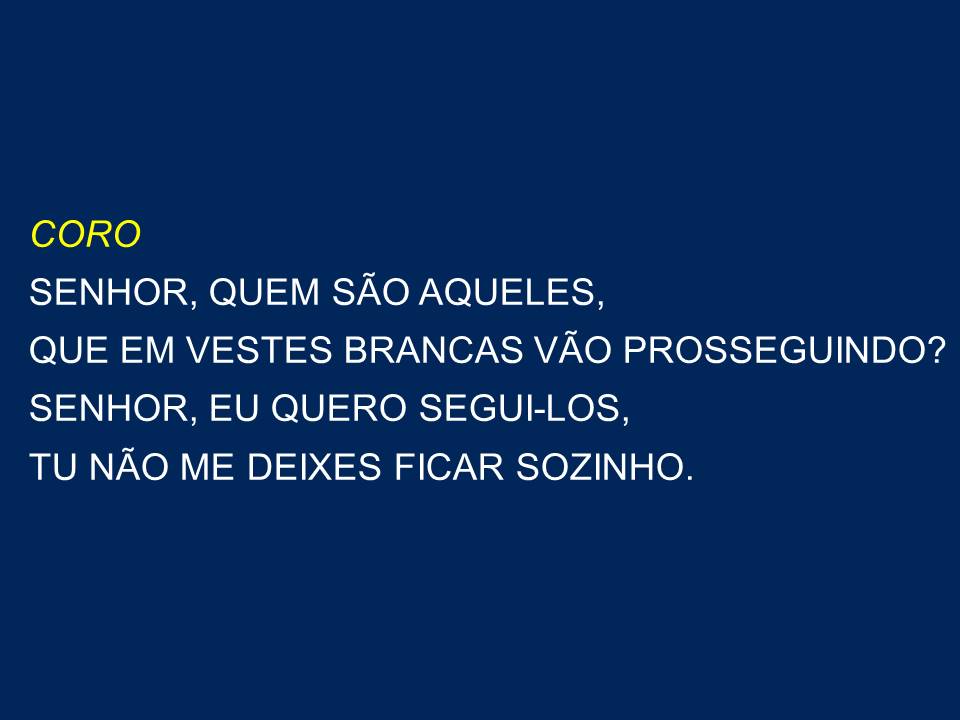 CORO
SENHOR, QUEM SÃO AQUELES,
QUE EM VESTES BRANCAS VÃO PROSSEGUINDO?
SENHOR, EU QUERO SEGUI-LOS,
TU NÃO ME DEIXES FICAR SOZINHO.